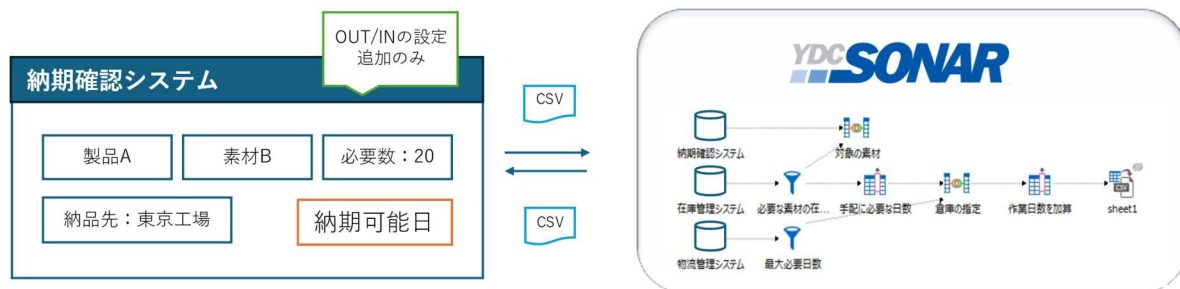 OUT/INの設定
追加のみ
納期確認システム
製品A
素材B
必要数：20
納品先：東京工場
納期可能日
CSV
CSV
YDC SONAR
納期確認システム
対象の素材
在庫管理システム
必要な素材の在...
手配に必要な日数
倉庫の指定
作業日数を加算
CSV
sheet1
物流管理システム
最大必要日数